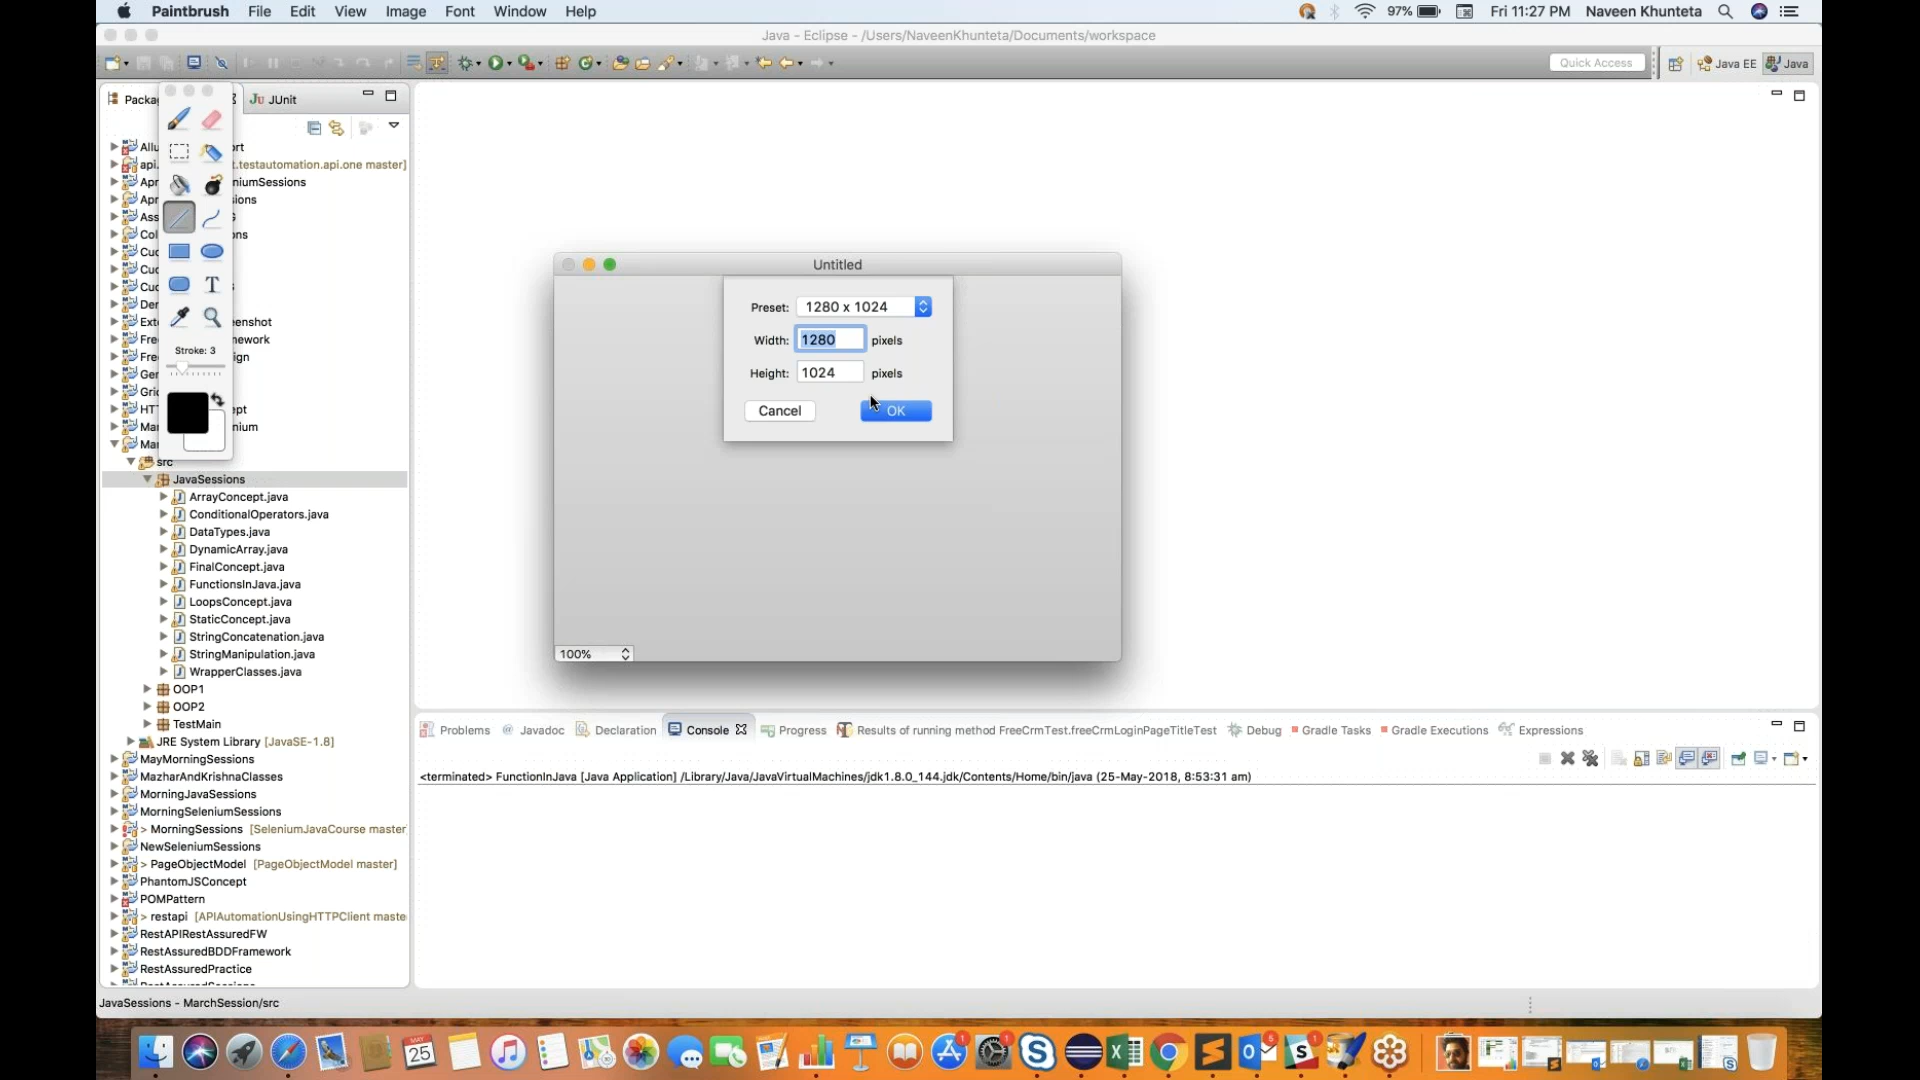 Paintbrush File Edit View Image Font Window Help
97% Fri 11:27 PM Naveen Khunteta
Java - Eclipse - /Users/NaveenKhunteta/Documents/workspace
Quick Access
Java EE
Java
JUnit
testautomation.api.one master]
Stroke: 3
src
JavaSessions
ArrayConcept.java
ConditionalOperators.java
DataTypes.java
DynamicArray.java
FinalConcept.java
FunctionsInJava.java
LoopsConcept.java
StaticConcept.java
StringConcatenation.java
StringManipulation.java
WrapperClasses.java
OOP1
OOP2
TestMain
JRE System Library [JavaSE-1.8]
MayMorningSessions
MazharAndKrishnaClasses
MorningJavaSessions
MorningSeleniumSessions
> MorningSessions [SeleniumJavaCourse master
NewSeleniumSessions
> PageObjectModel [PageObjectModel master]
PhantomJSConcept
POMPattern
> restapi [APIAutomationUsingHTTPClient maste
RestAPIRestAssuredFW
RestAssuredBDDFramework
RestAssuredPractice
Untitled
Preset: 1280 x 1024
Width: 1280 pixels
Height: 1024 pixels
Cancel OK
100%
Problems @ Javadoc Declaration Console Progress Results of running method FreeCrmTest.freeCrmLoginPageTitleTest Debug Gradle Tasks Gradle Executions Expressions
<terminated> FunctionInJava [Java Application] /Library/Java/JavaVirtualMachines/jdk1.8.0_144.jdk/Contents/Home/bin/java (25-May-2018, 8:53:31 am)
JavaSessions - MarchSession/src